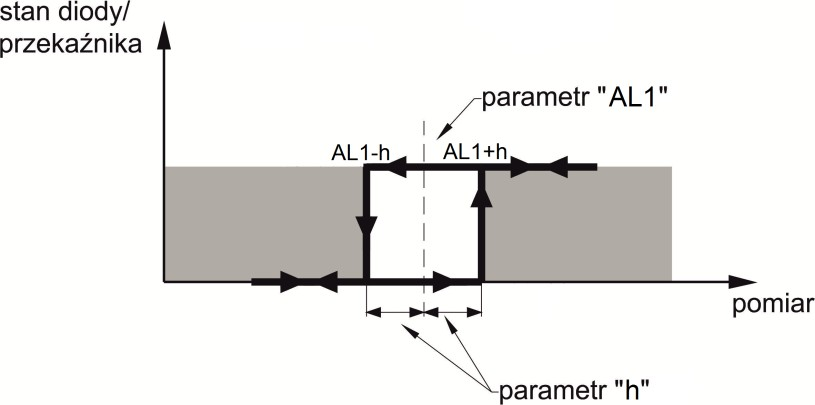 stan diody/
przekaźnika
parametr "AL1"
AL1-h
AL1+h
pomiar
parametr "h"